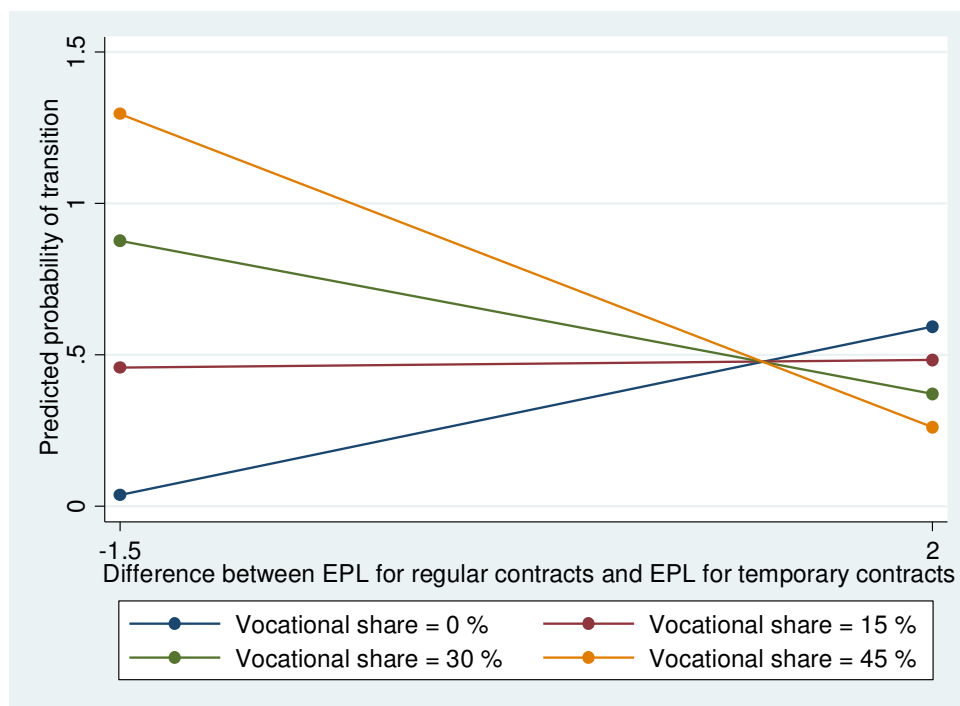 Predicted probability of transition
1.5
1
.5
0
-1.5
2
Difference between EPL for regular contracts and EPL for temporary contracts
Vocational share = 0 %
Vocational share = 15 %
Vocational share = 30 %
Vocational share = 45 %